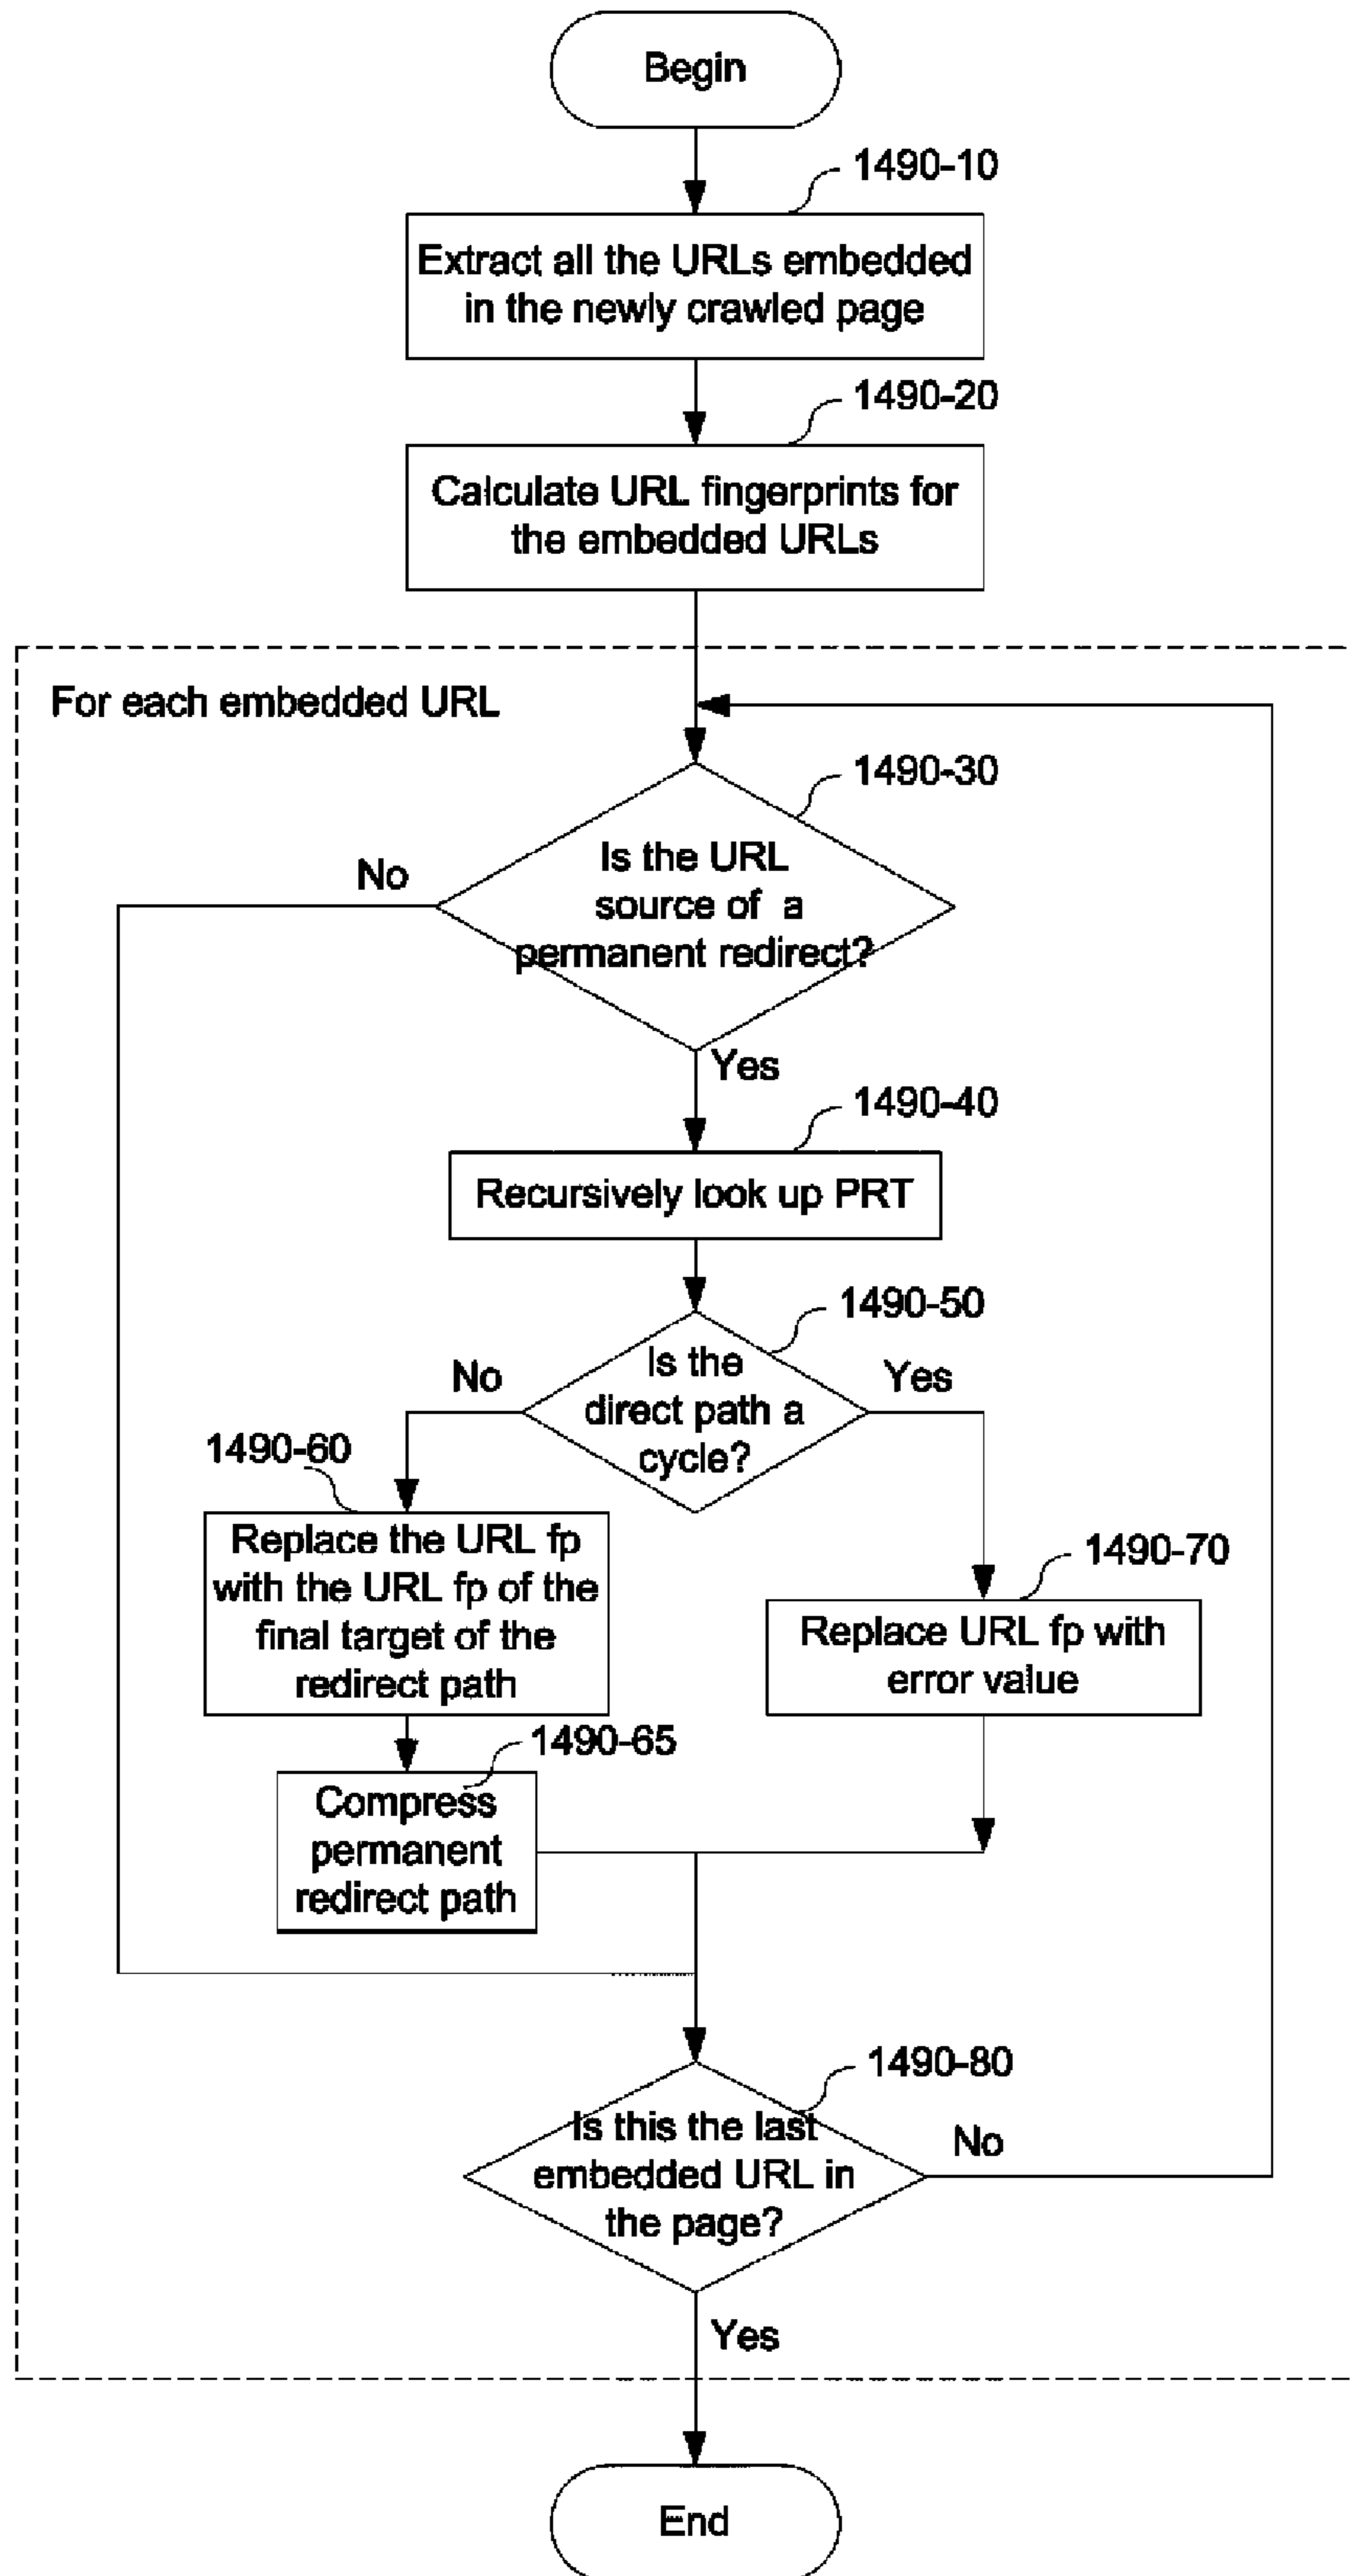 Begin
1490-10
Extract all the URLs embedded
in the newly crawled page
1490-20
Calculate URL fingerprints for
the embedded URLs
For each embedded URL
1490-30
Is the URL
source of a
permanent redirect?
No
Yes
1490-40
Recursively look up PRT
1490-50
Is the
direct path a
cycle?
No
Yes
1490-60
Replace the URL fp
with the URL fp of the
final target of the
redirect path
1490-70
Replace URL fp with
error value
1490-65
Compress
permanent
redirect path
1490-80
Is this the last
embedded URL in
the page?
No
Yes
End